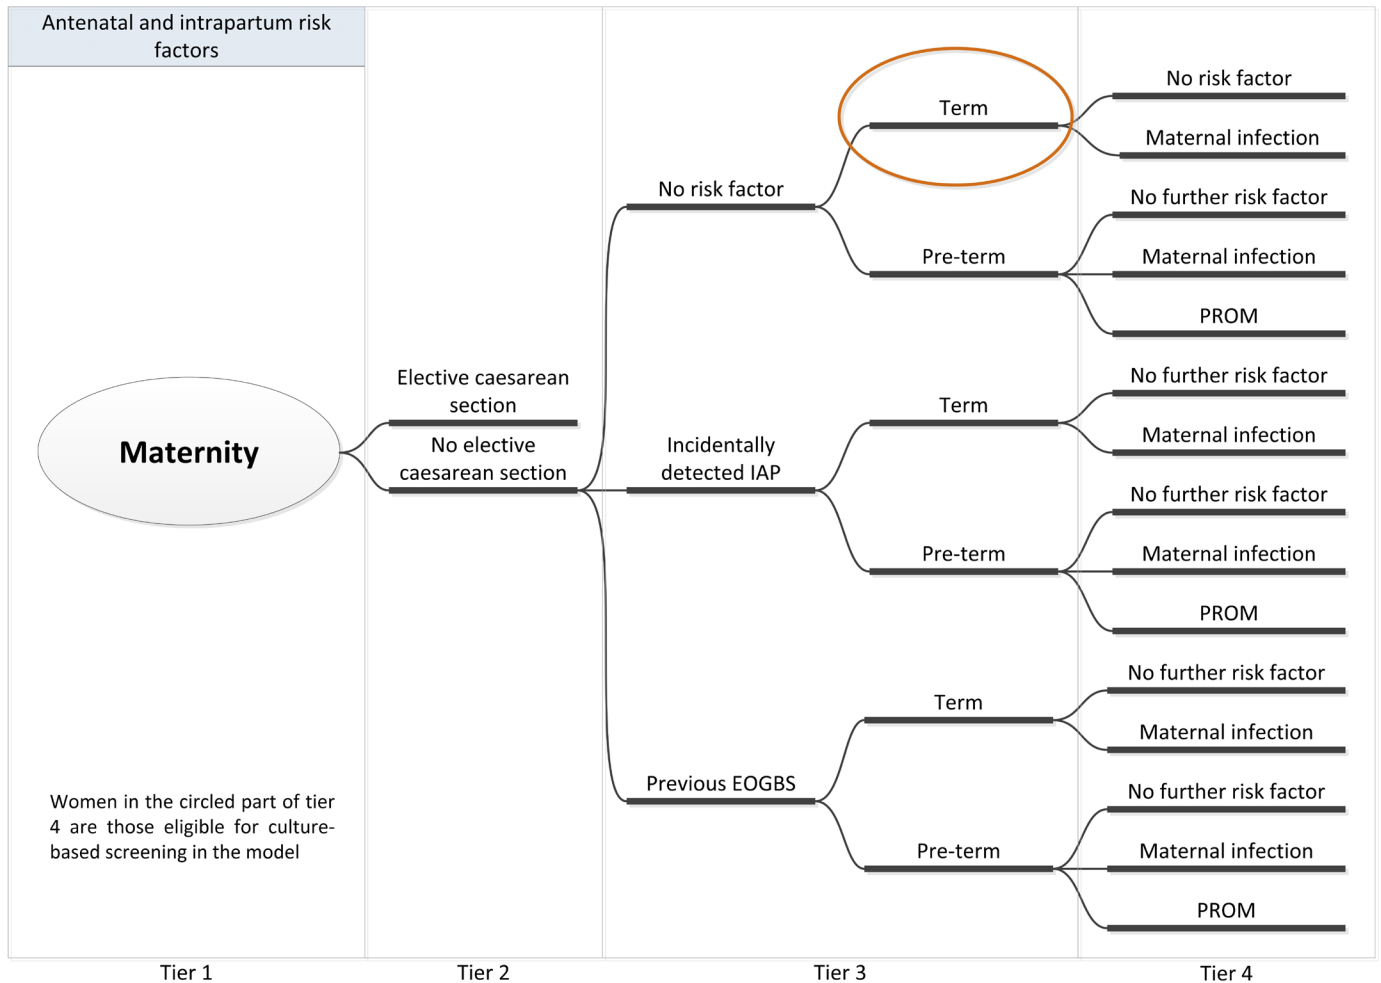 Antenatal and intrapartum risk
factors
Maternity
Women in the circled part of tier
4 are those eligible for culture-
based screening in the model
Elective caesarean
section
No elective
caesarean section
No risk factor
Term
No risk factor
Maternal infection
Pre-term
No further risk factor
Maternal infection
PROM
Incidentally
detected IAP
Term
No further risk factor
Maternal infection
Pre-term
No further risk factor
Maternal infection
PROM
Previous EOGBS
Term
No further risk factor
Maternal infection
Pre-term
No further risk factor
Maternal infection
PROM
Tier 1
Tier 2
Tier 3
Tier 4